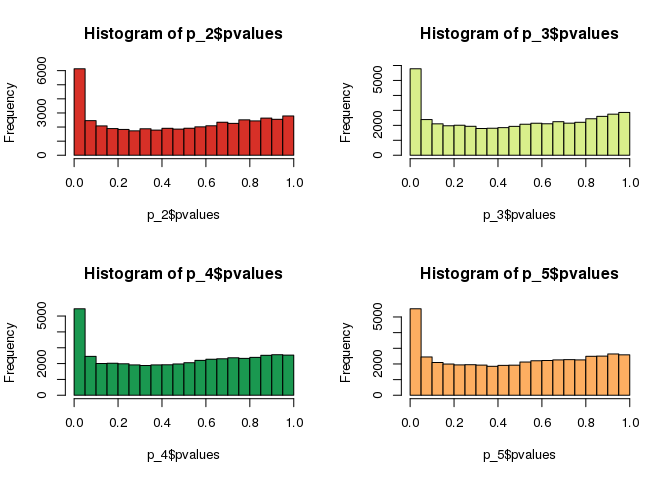 Histogram of p_2$pvalues
Frequency
6000
3000
0
0.0 0.2 0.4 0.6 0.8 1.0
p_2$pvalues
Histogram of p_3$pvalues
Frequency
5000
2000
0
0.0 0.2 0.4 0.6 0.8 1.0
p_3$pvalues
Histogram of p_4$pvalues
Frequency
5000
2000
0
0.0 0.2 0.4 0.6 0.8 1.0
p_4$pvalues
Histogram of p_5$pvalues
Frequency
5000
2000
0
0.0 0.2 0.4 0.6 0.8 1.0
p_5$pvalues